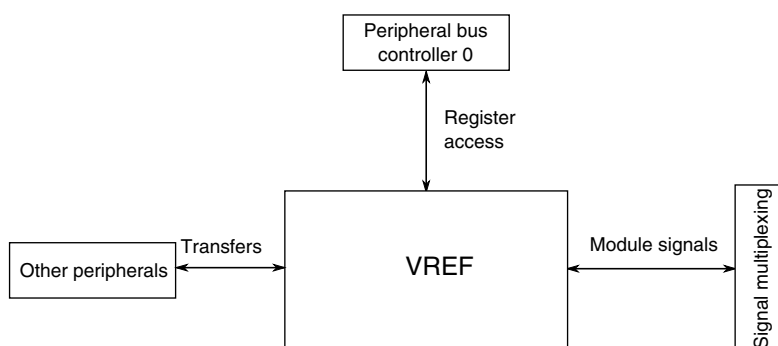 Peripheral bus
controller 0
Register
access
Transfers
Other peripherals
VREF
Module signals
Signal multiplexing